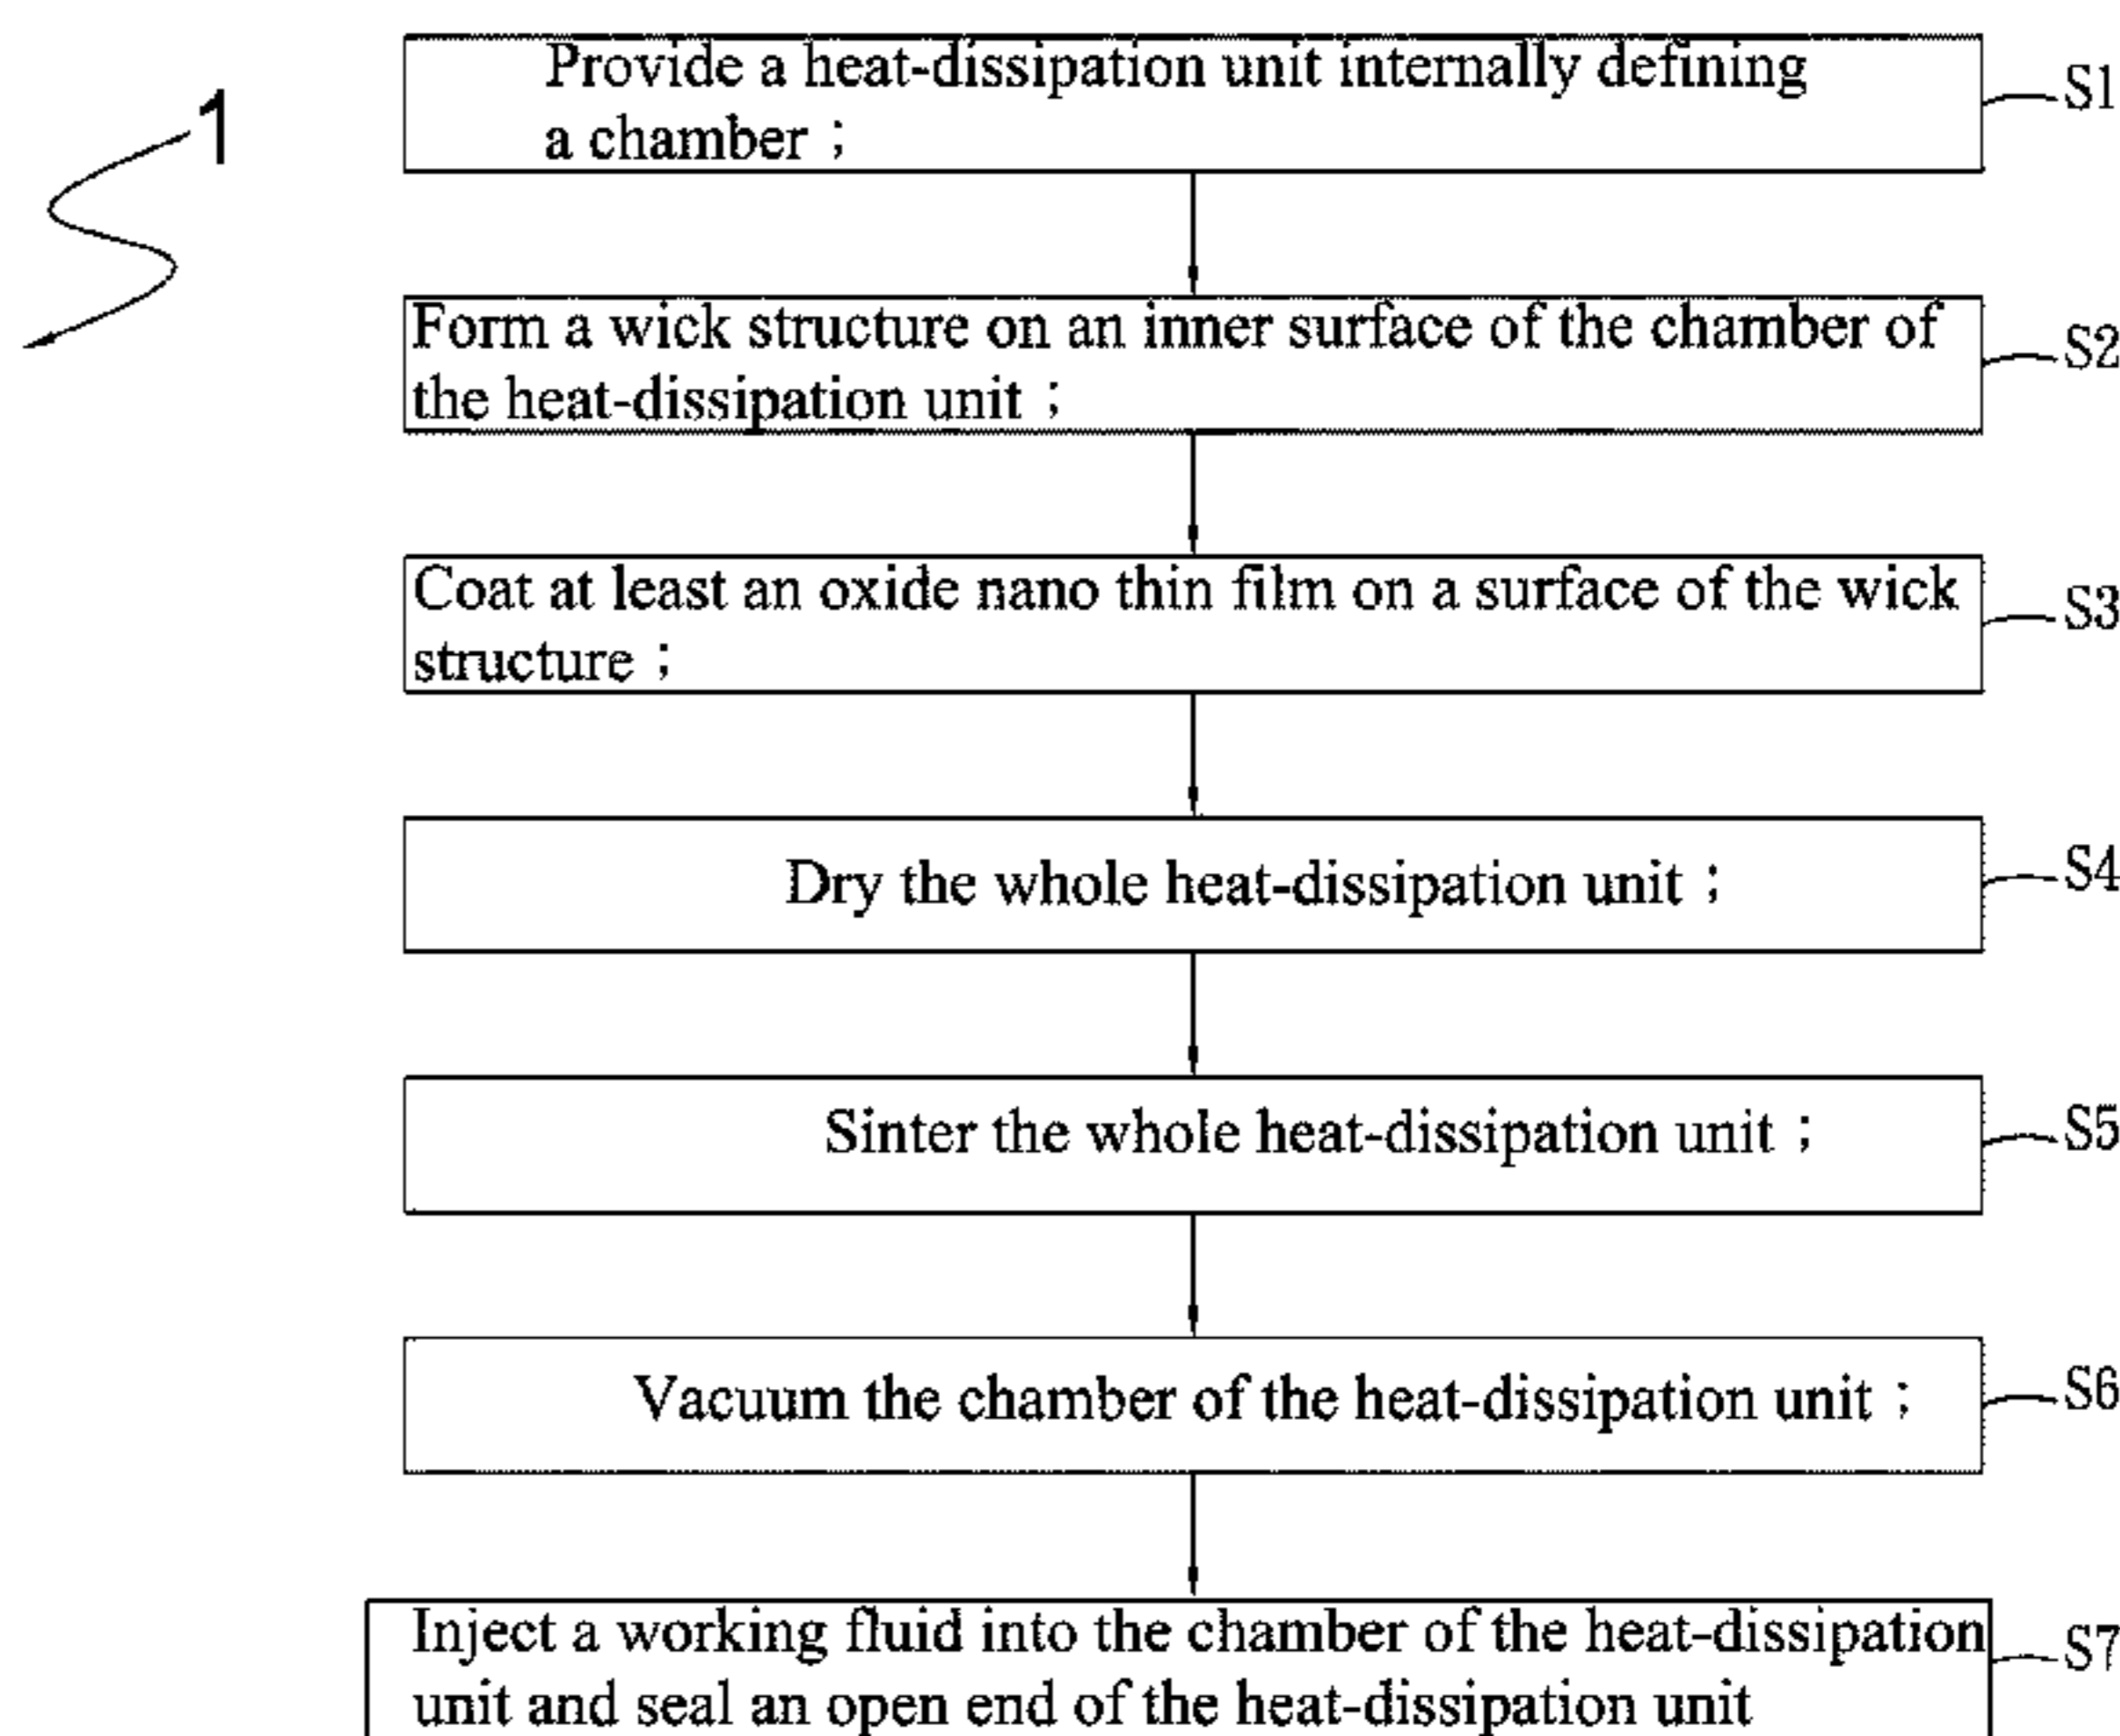 1
Provide a heat-dissipation unit internally defining
a chamber ;
S1
Form a wick structure on an inner surface of the chamber of
the heat-dissipation unit ;
S2
Coat at least an oxide nano thin film on a surface of the wick
structure ;
S3
Dry the whole heat-dissipation unit ;
S4
Sinter the whole heat-dissipation unit ;
S5
Vacuum the chamber of the heat-dissipation unit ;
S6
Inject a working fluid into the chamber of the heat-dissipation
unit and seal an open end of the heat-dissipation unit
S7